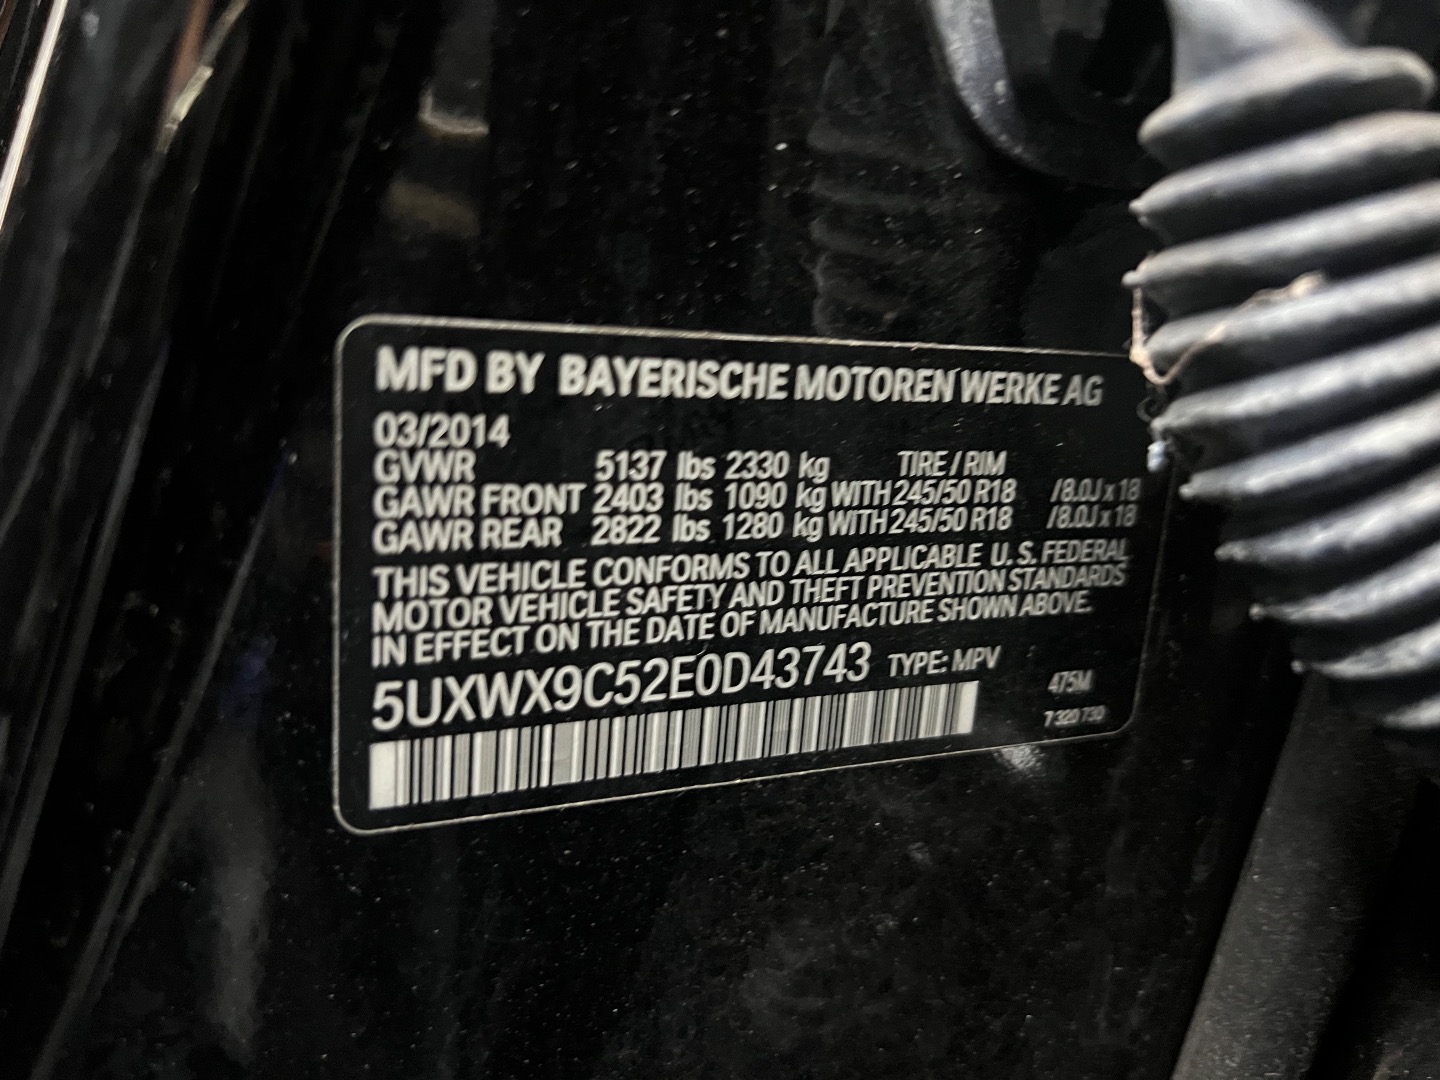 MFD BY BAYERISCHE MOTOREN WERKE AG
03/2014
GVWR 5137 lbs 2330 kg TIRE / RIM
GAWR FRONT 2403 lbs 1090 kg WITH 245/50 R18 /8.0J x 18
GAWR REAR 2822 lbs 1280 kg WITH 245/50 R18 /8.0J x 18
THIS VEHICLE CONFORMS TO ALL APPLICABLE U. S. FEDERAL
MOTOR VEHICLE SAFETY AND THEFT PREVENTION STANDARDS
IN EFFECT ON THE DATE OF MANUFACTURE SHOWN ABOVE.
5UXWX9C52E0D43743 TYPE: MPV
475M
7 320 730